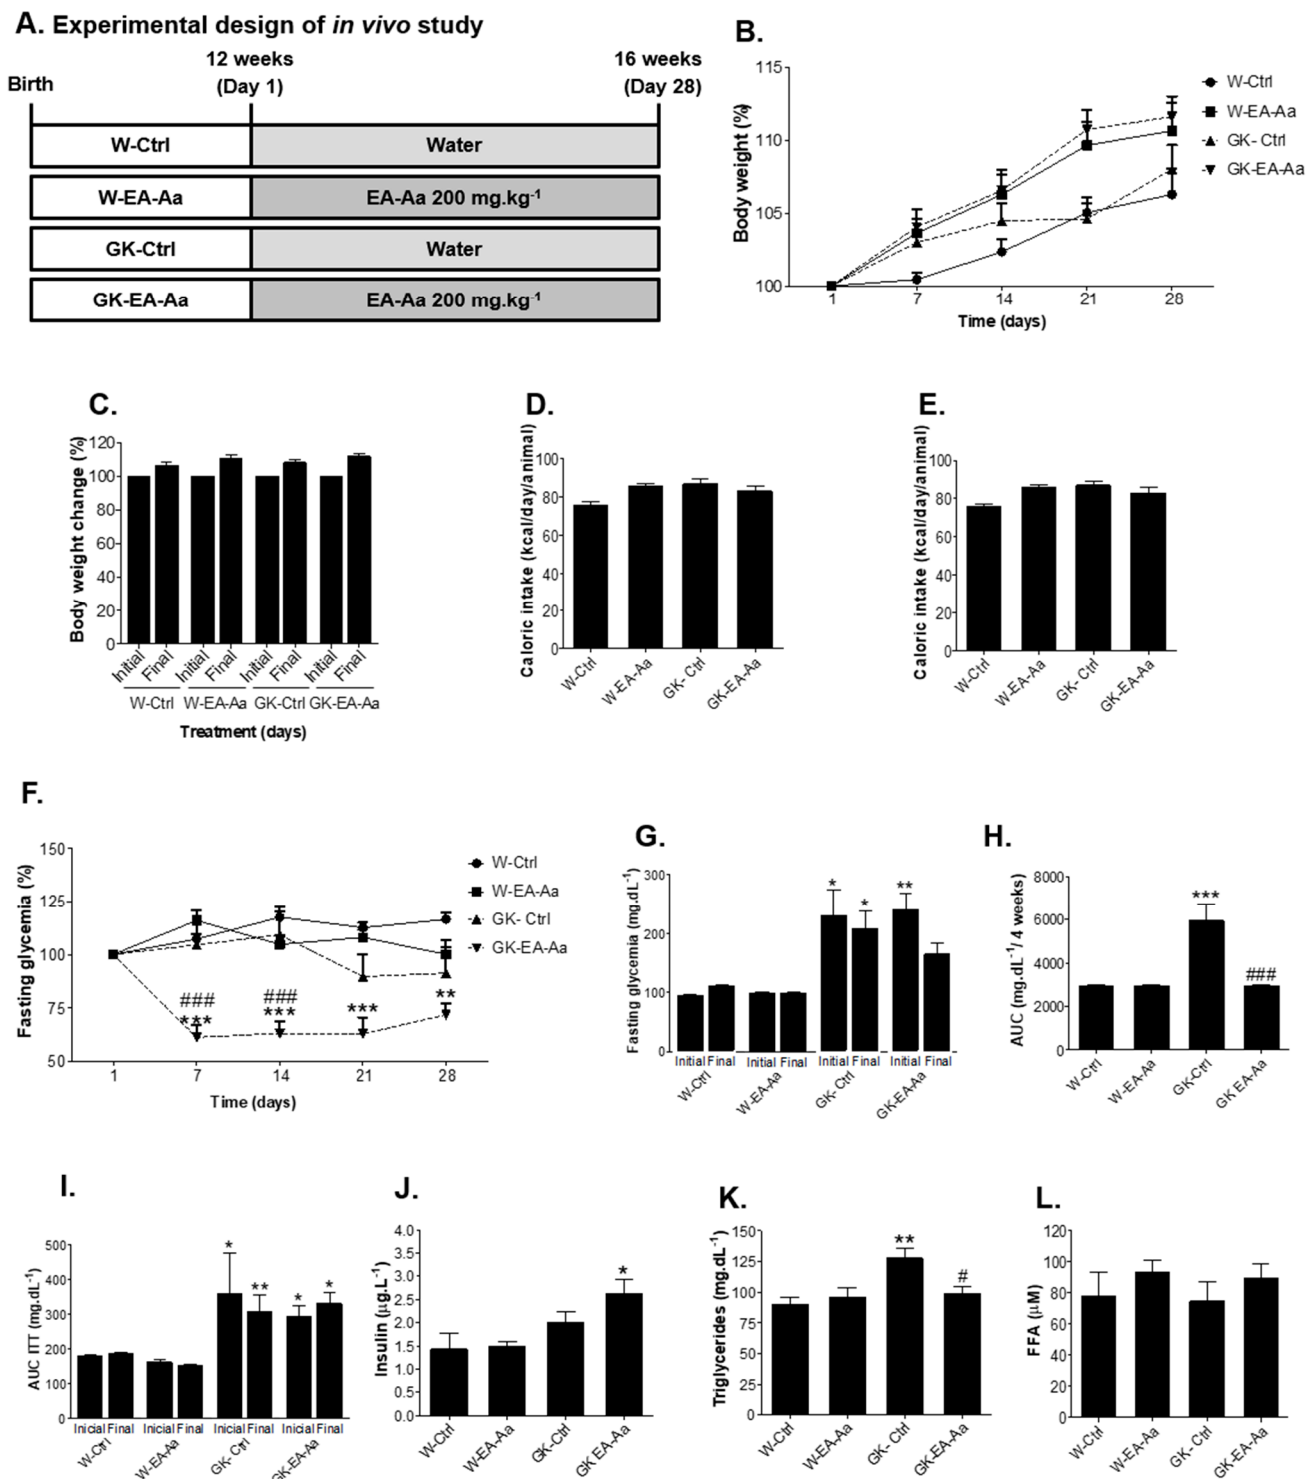 A. Experimental design of in vivo study
12 weeks
(Day 1)
16 weeks
(Day 28)
Birth
W-Ctrl
Water
W-EA-Aa
EA-Aa 200 mg.kg-1
GK-Ctrl
Water
GK-EA-Aa
EA-Aa 200 mg.kg-1
B.
Body weight (%)
115
110
105
100
1 7 14 21 28
Time (days)
W-Ctrl
W-EA-Aa
GK- Ctrl
GK-EA-Aa
C.
Body weight change (%)
120
100
80
60
40
20
0
Initial Final Initial Final Initial Final Initial Final
W-Ctrl W-EA-Aa GK-Ctrl GK-EA-Aa
Treatment (days)
D.
Caloric intake (kcal/day/animal)
100
80
60
40
20
0
W-Ctrl W-EA-Aa GK- Ctrl GK-EA-Aa
E.
Caloric intake (kcal/day/animal)
100
80
60
40
20
0
W-Ctrl W-EA-Aa GK- Ctrl GK-EA-Aa
F.
Fasting glycemia (%)
150
125
100
75
50
### ###
*** *** *** **
1 7 14 21 28
Time (days)
W-Ctrl
W-EA-Aa
GK- Ctrl
GK-EA-Aa
G.
Fasting glycemia (mg.dL-1)
300
200
100
0
* * **
Initial Final Initial Final Initial Final Initial Final
W-Ctrl W-EA-Aa GK- Ctrl GK-EA-Aa
H.
AUC (mg.dL-1/ 4 weeks)
8000
6000
4000
2000
0
*** ###
W-Ctrl W-EA-Aa GK-Ctrl GK EA-Aa
I.
AUC ITT (mg.dL-1)
500
400
300
200
100
0
* ** * *
Inicial Final Inicial Final Inicial Final Inicial Final
W-Ctrl W-EA-Aa GK- Ctrl GK-EA-Aa
J.
Insulin (µg.L-1)
4.0
3.5
3.0
2.5
2.0
1.5
1.0
0.5
0.0
*
W-Ctrl W-EA-Aa GK-Ctrl GK EA-Aa
K.
Triglycerides (mg.dL-1)
150
125
100
75
50
25
0
** #
W-Ctrl W-EA-Aa GK- Ctrl GK-EA-Aa
L.
FFA (µM)
120
100
80
60
40
20
0
W-Ctrl W-EA-Aa GK- Ctrl GK-EA-Aa